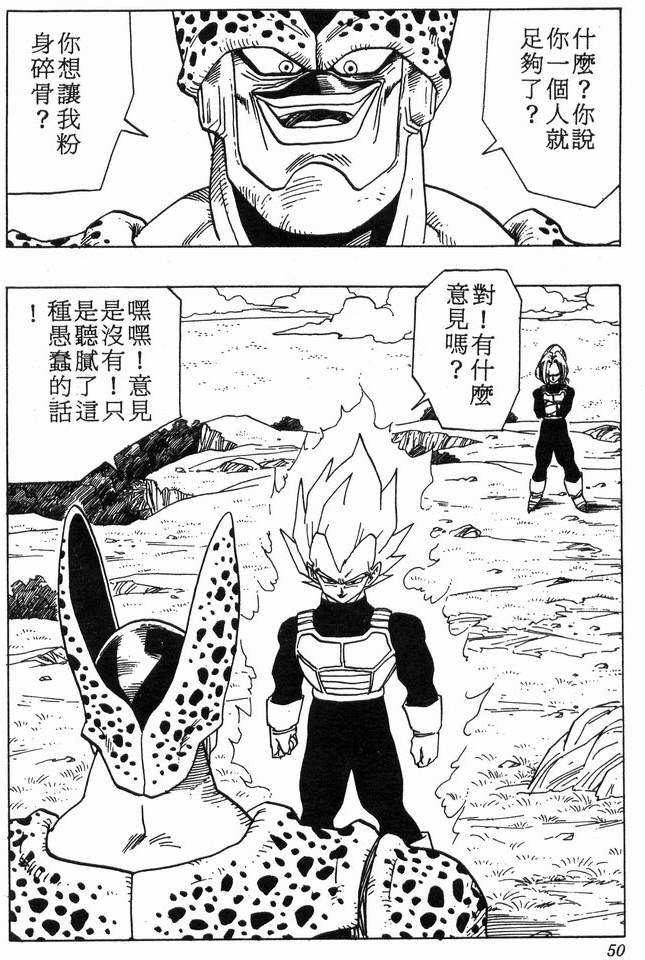 什麼？你說
你一個人就
足夠了？
你想讓我粉
身碎骨？
對！有什麼
意見嗎？
嘿嘿！意見
是沒有！只
是聽膩了這
種愚蠢的話
！
50